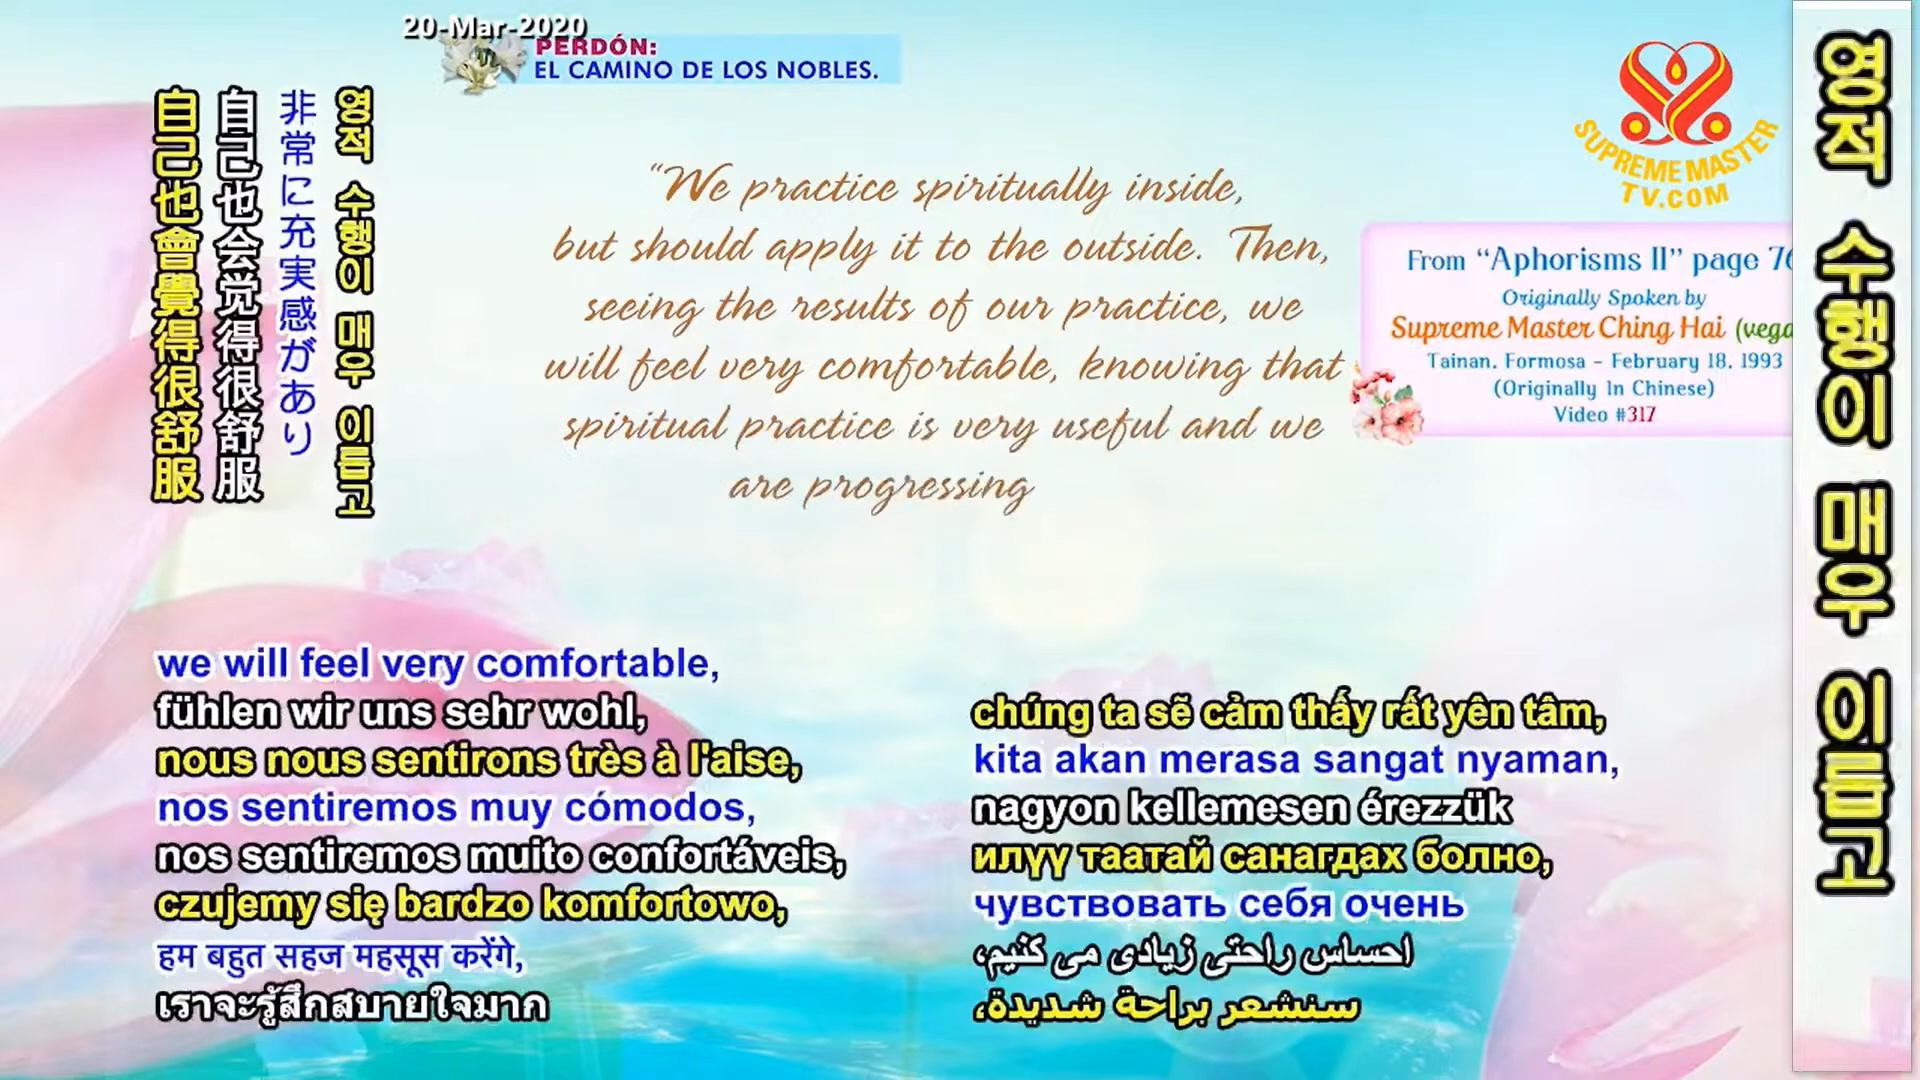 20-Mar-2020
PERDÓN:
EL CAMINO DE LOS NOBLES.
SUPREME MASTER
TV.COM
“We practice spiritually inside,
but should apply it to the outside. Then,
seeing the results of our practice, we
will feel very comfortable, knowing that
spiritual practice is very useful and we
are progressing
From “Aphorisms II” page 76
Originally Spoken by
Supreme Master Ching Hai (vega
Tainan, Formosa – February 18, 1993
(Originally In Chinese)
Video #317
영적 수행이 매우 이롭고
非常に充実感があり
自己也会觉得很舒服
自己也會覺得很舒服
we will feel very comfortable,
fühlen wir uns sehr wohl,
nous nous sentirons très à l'aise,
nos sentiremos muy cómodos,
nos sentiremos muito confortáveis,
czujemy się bardzo komfortowo,
हम बहुत सहज महसूस करेंगे,
เราจะรู้สึกสบายใจมาก
chúng ta sẽ cảm thấy rất yên tâm,
kita akan merasa sangat nyaman,
nagyon kellemesen érezzük
илүү таатай санагдах болно,
чувствовать себя очень
احساس راحتی زیادی می کنیم،
سنشعر براحة شديدة،
영적 수행이 매우 이롭고